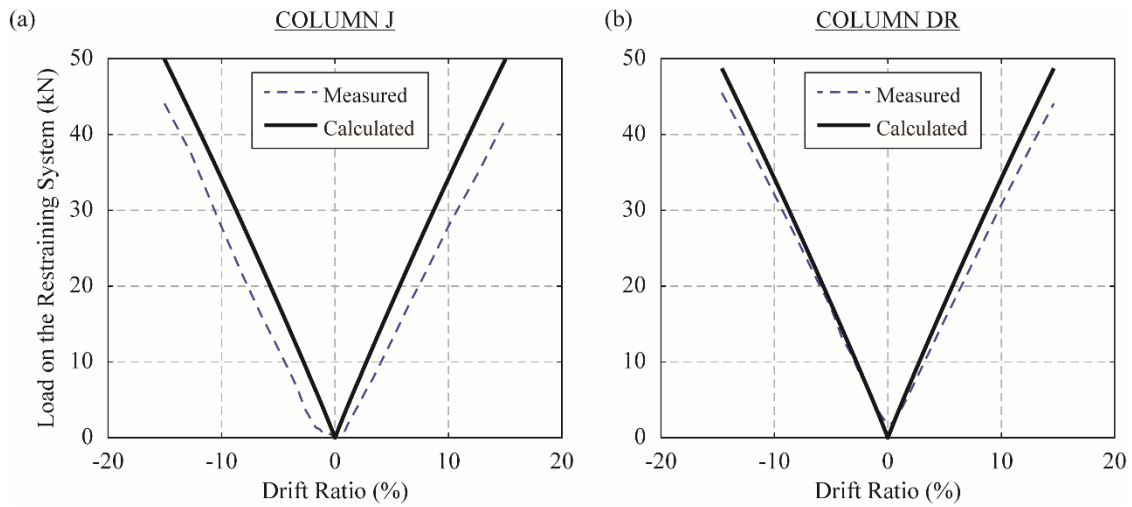 (a)
COLUMN J
Load on the Restraining System (kN)
50
40
30
20
10
0
Measured
Calculated
-20
-10
0
10
20
Drift Ratio (%)
(b)
COLUMN DR
50
40
30
20
10
0
Measured
Calculated
-20
-10
0
10
20
Drift Ratio (%)